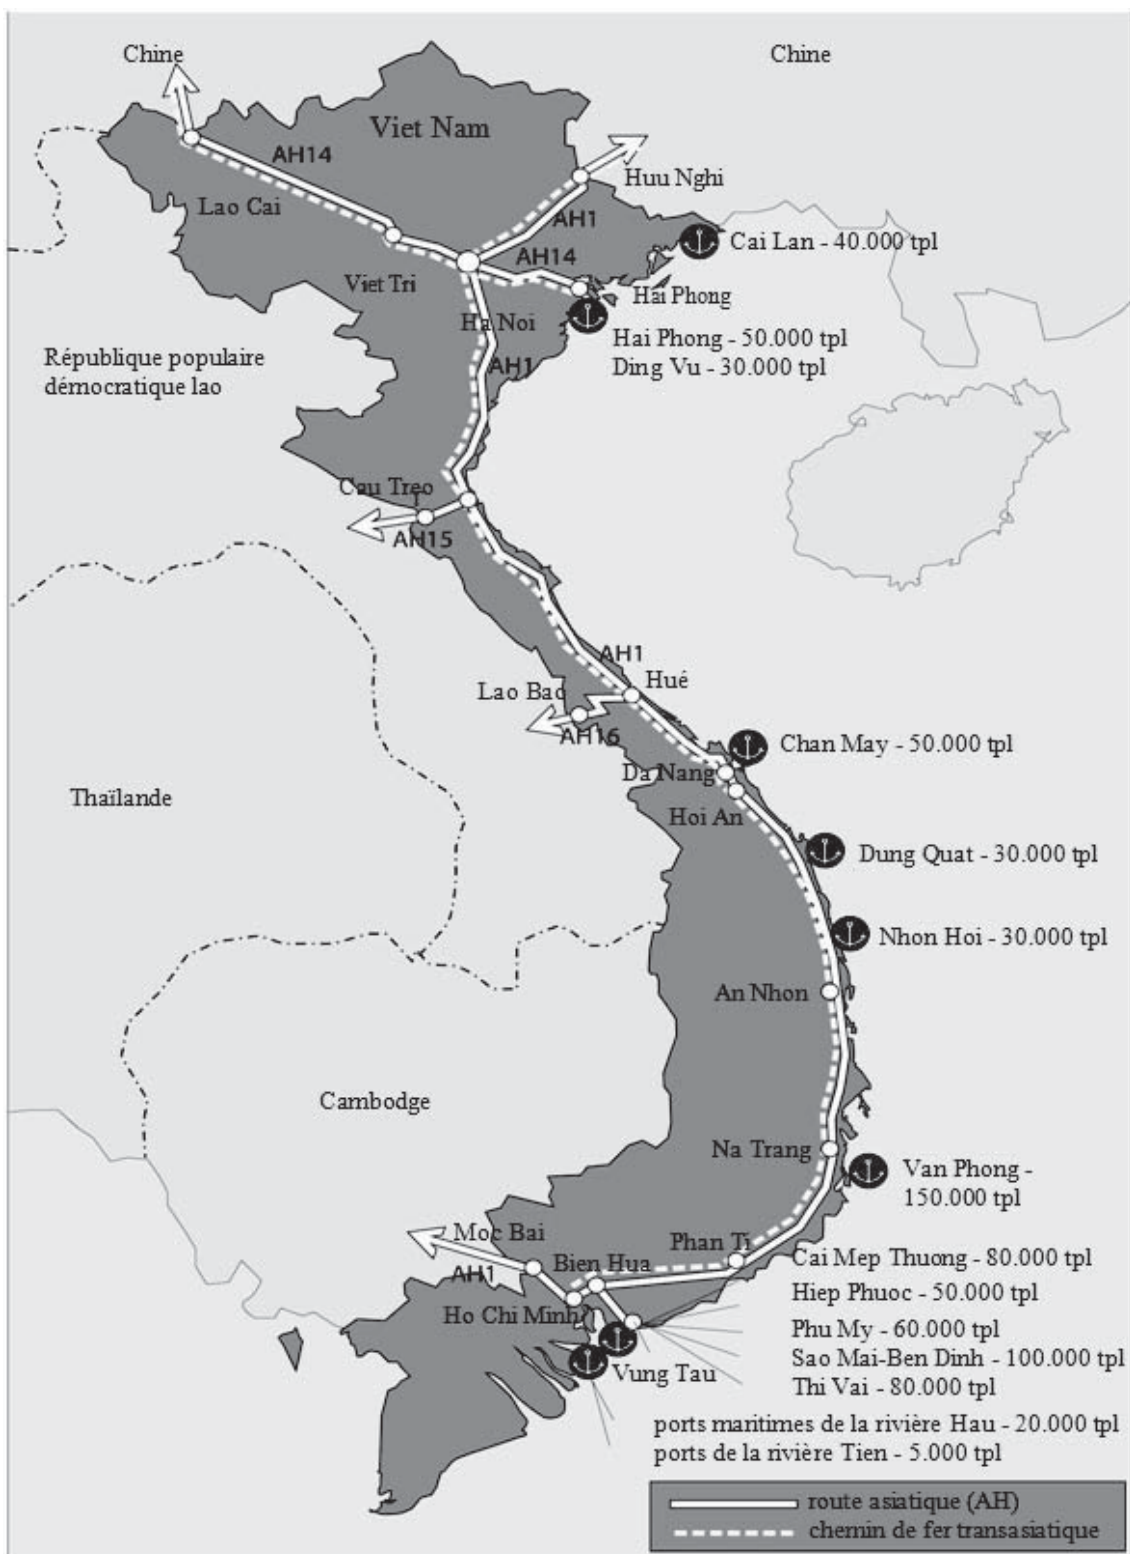 Chine
Chine
Viet Nam
AH14
Huu Nghi
Lao Cai
AH1
Cai Lan - 40.000 tpl
AH14
Viet Tri
Hai Phong
Ha Noi
Hai Phong - 50.000 tpl
Ding Vu - 30.000 tpl
AH1
République populaire
démocratique lao
Cau Treo
AH15
AH1
Hué
Lao Bao
AH16
Chan May - 50.000 tpl
Da Nang
Thaïlande
Hoi An
Dung Quat - 30.000 tpl
Nhon Hoi - 30.000 tpl
An Nhon
Cambodge
Na Trang
Van Phong -
150.000 tpl
Moc Bai
Phan Ti
Cai Mep Thuong - 80.000 tpl
Bien Hua
AH1
Hiep Phuoc - 50.000 tpl
Ho Chi Minh
Phu My - 60.000 tpl
Sao Mai-Ben Dinh - 100.000 tpl
Vung Tau
Thi Vai - 80.000 tpl
ports maritimes de la rivière Hau - 20.000 tpl
ports de la rivière Tien - 5.000 tpl
route asiatique (AH)
chemin de fer transasiatique